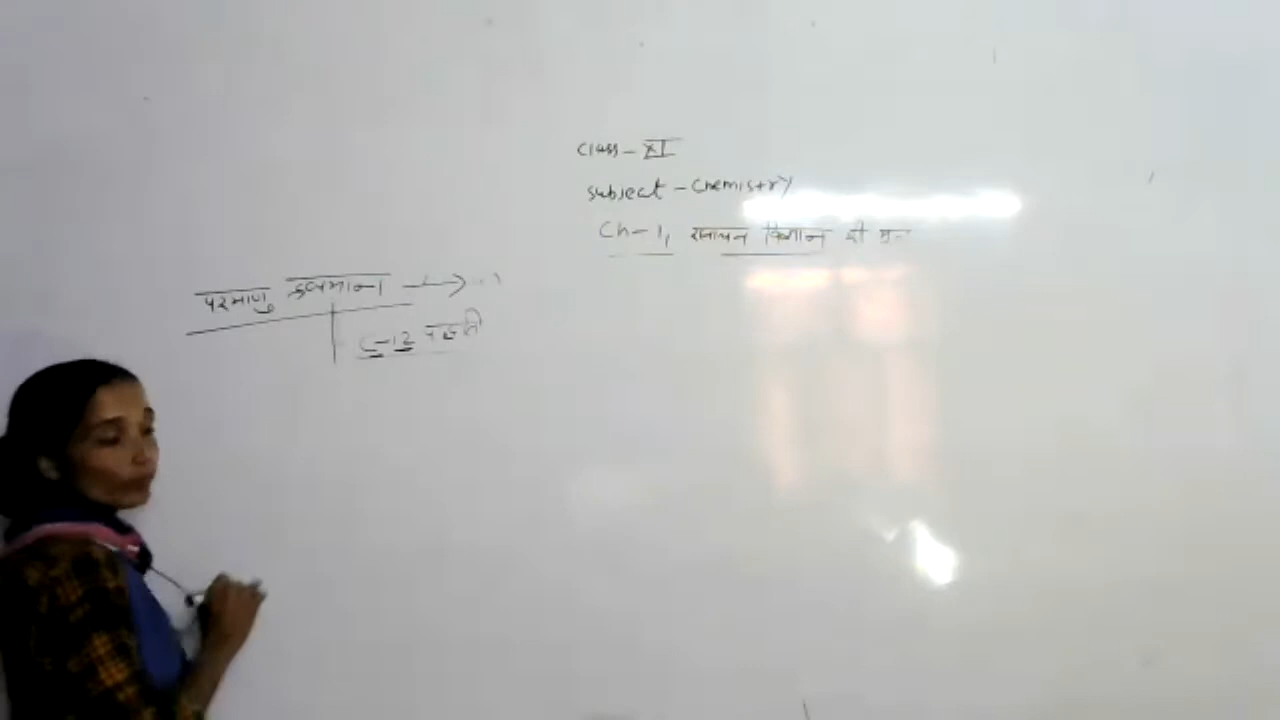 Class - XI
Subject - Chemistry
Ch-1, रसायन विज्ञान की
परमाणु द्रव्यमान →
C-12 पद्धति